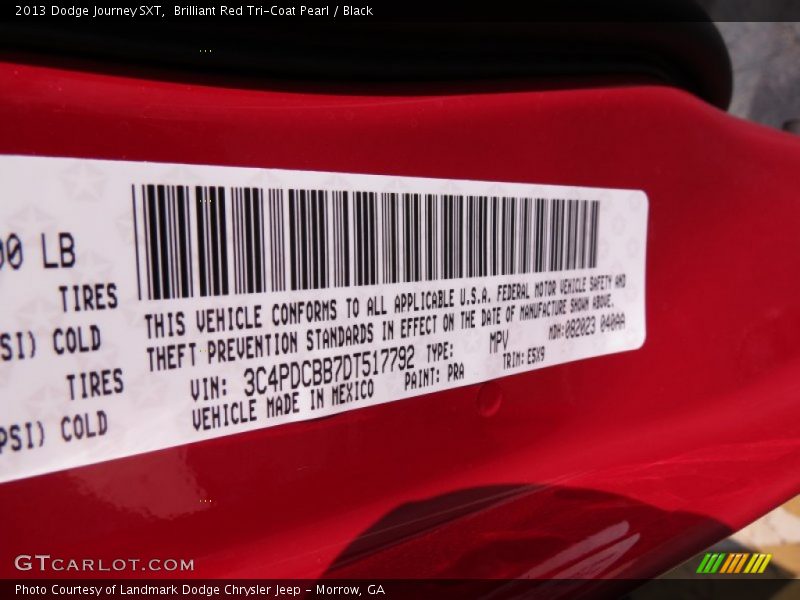 2013 Dodge Journey SXT, Brilliant Red Tri-Coat Pearl / Black
00 LB
TIRES
SI) COLD
TIRES
PSI) COLD
THIS VEHICLE CONFORMS TO ALL APPLICABLE U.S.A. FEDERAL MOTOR VEHICLE SAFETY AND
THEFT PREVENTION STANDARDS IN EFFECT ON THE DATE OF MANUFACTURE SHOWN ABOVE.
VIN: 3C4PDCBB7DT517792 TYPE: MPV MDH:082023 040AA
VEHICLE MADE IN MEXICO PAINT: PRA TRIM: E5X9
GTCARLOT.COM
Photo Courtesy of Landmark Dodge Chrysler Jeep - Morrow, GA